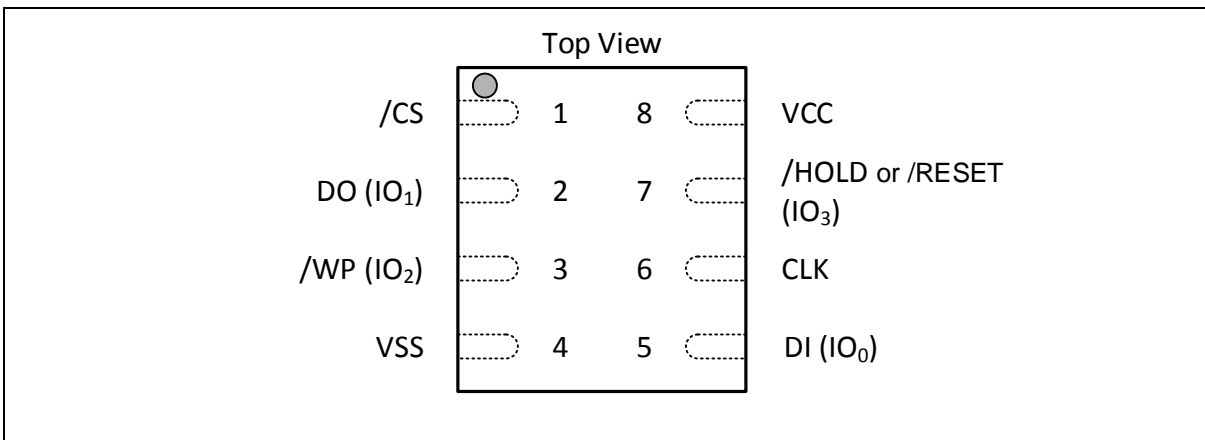 Top View
/CS 1 8 VCC
DO (IO₁) 2 7 /HOLD or /RESET
(IO₃)
/WP (IO₂) 3 6 CLK
VSS 4 5 DI (IO₀)